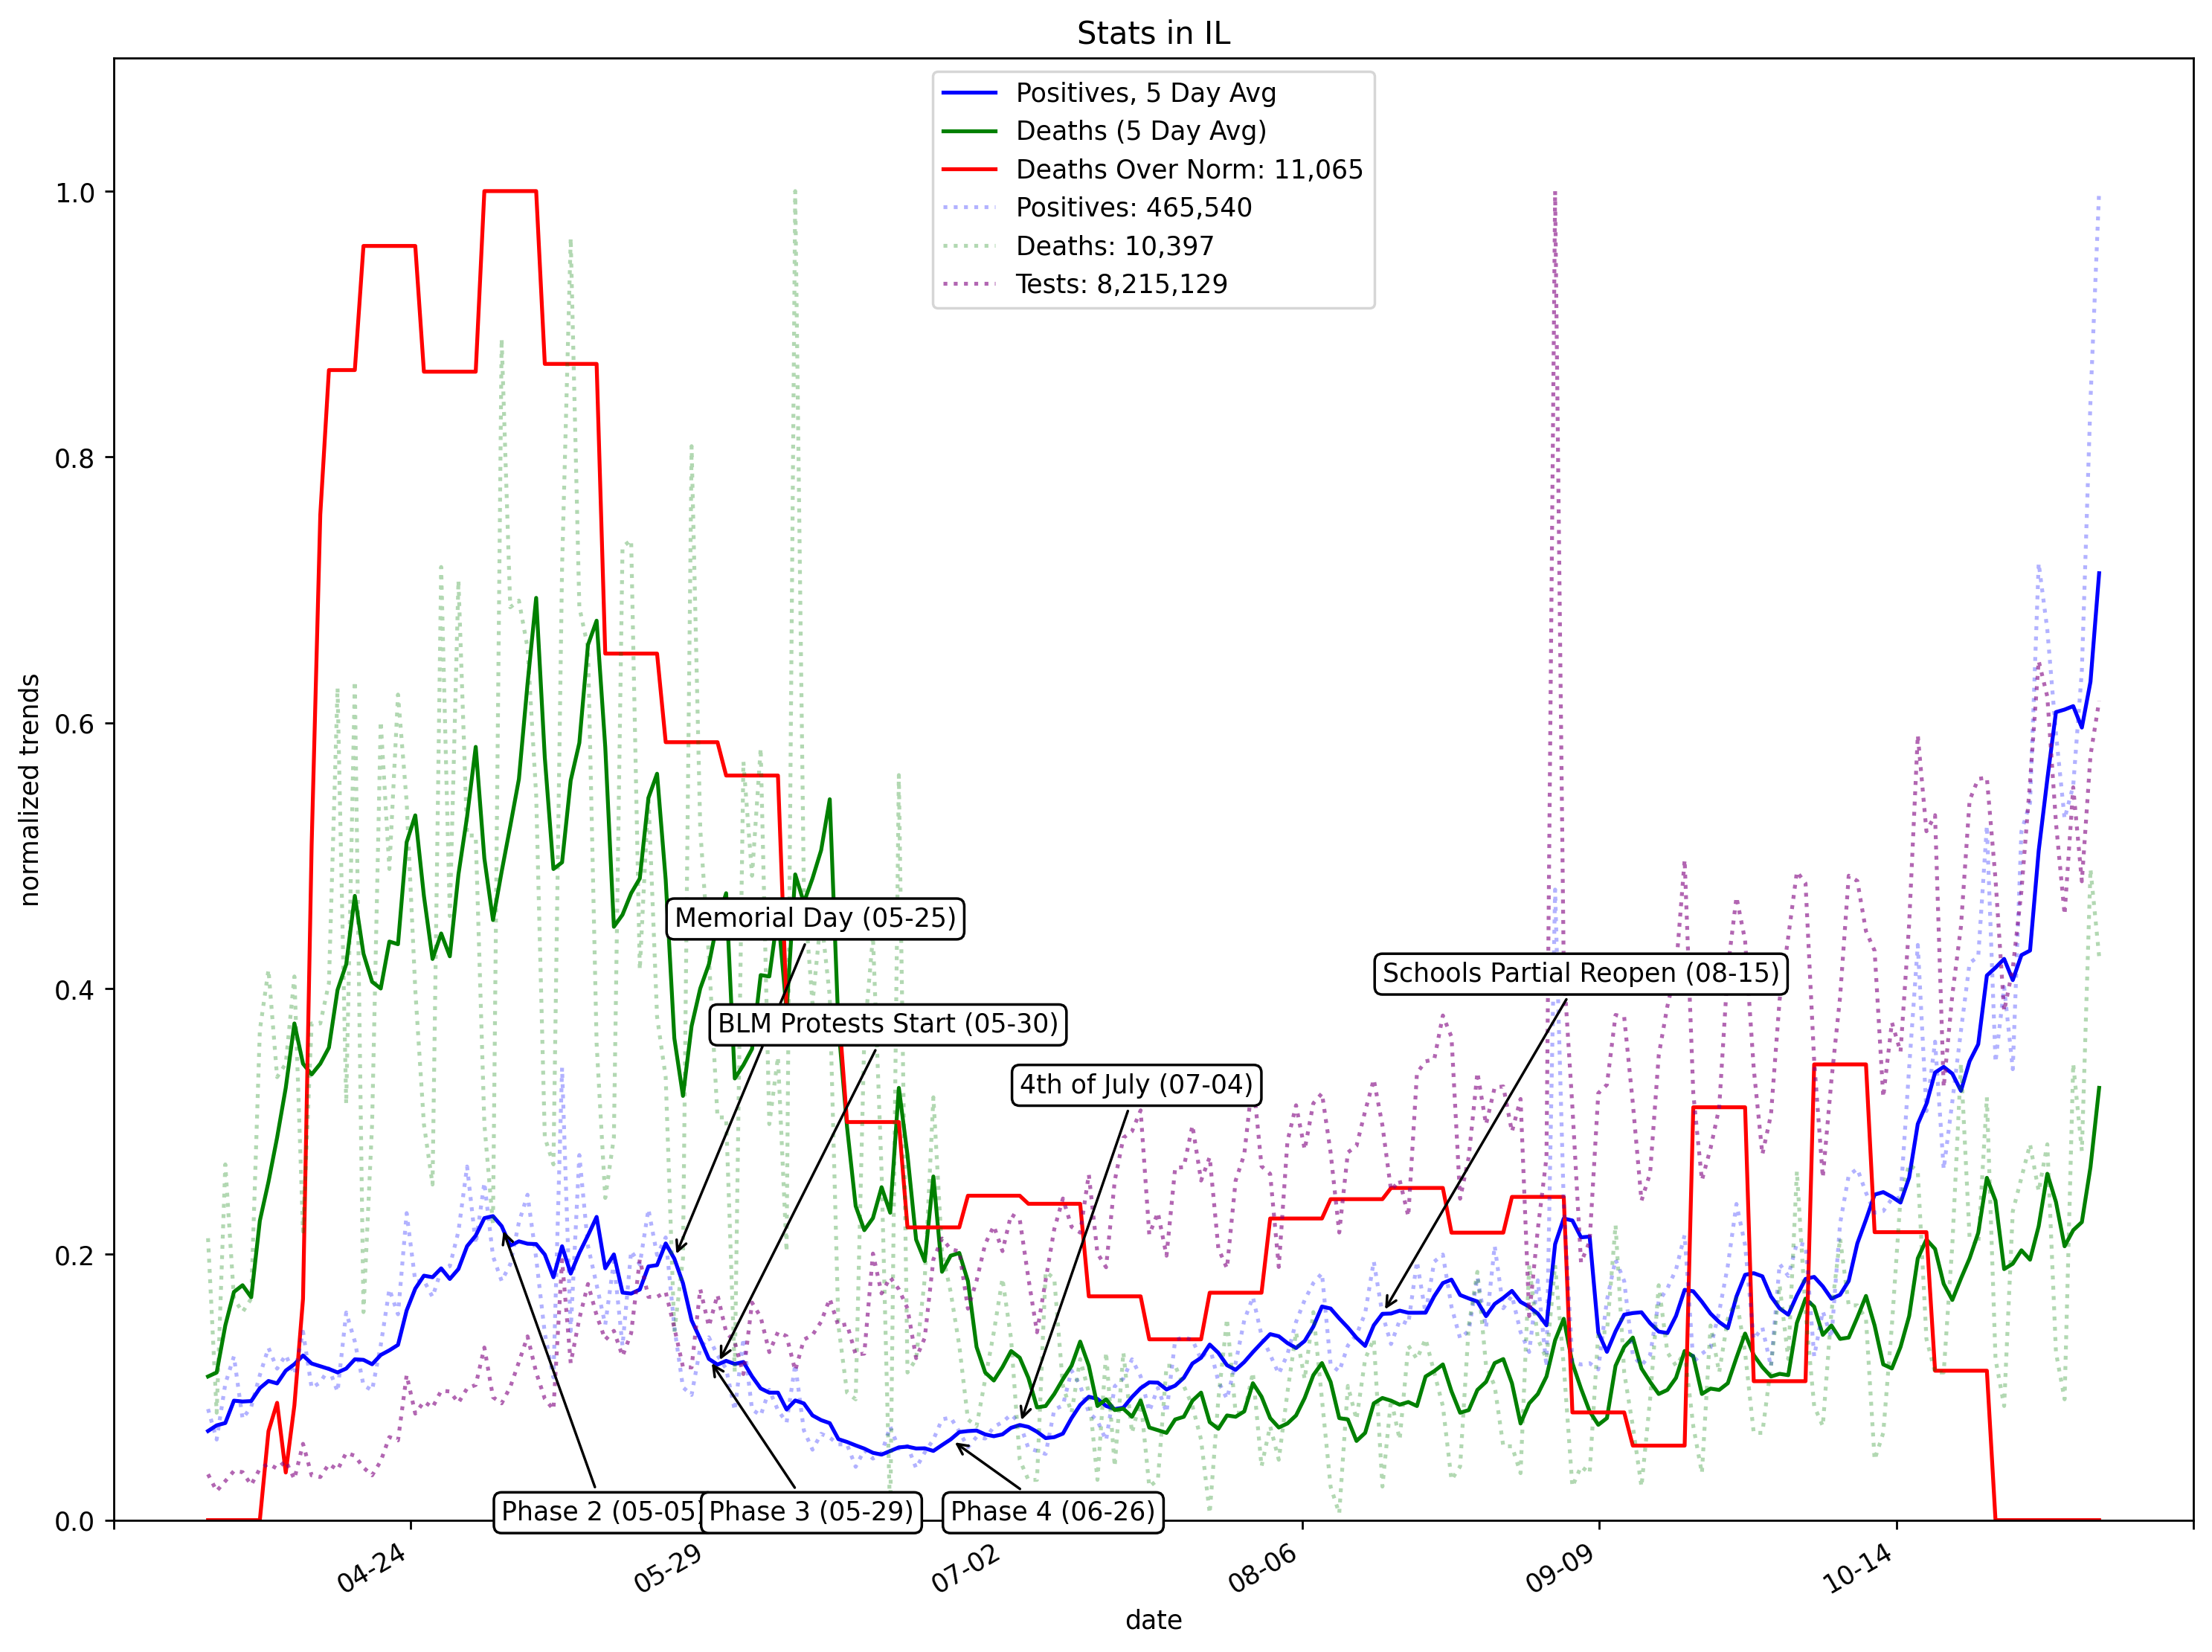 Stats in IL
Positives, 5 Day Avg
Deaths (5 Day Avg)
Deaths Over Norm: 11,065
Positives: 465,540
Deaths: 10,397
Tests: 8,215,129
normalized trends
1.0
0.8
0.6
0.4
0.2
0.0
Memorial Day (05-25)
Schools Partial Reopen (08-15)
BLM Protests Start (05-30)
4th of July (07-04)
Phase 2 (05-05)
Phase 3 (05-29)
Phase 4 (06-26)
04-24
05-29
07-02
08-06
09-09
10-14
date